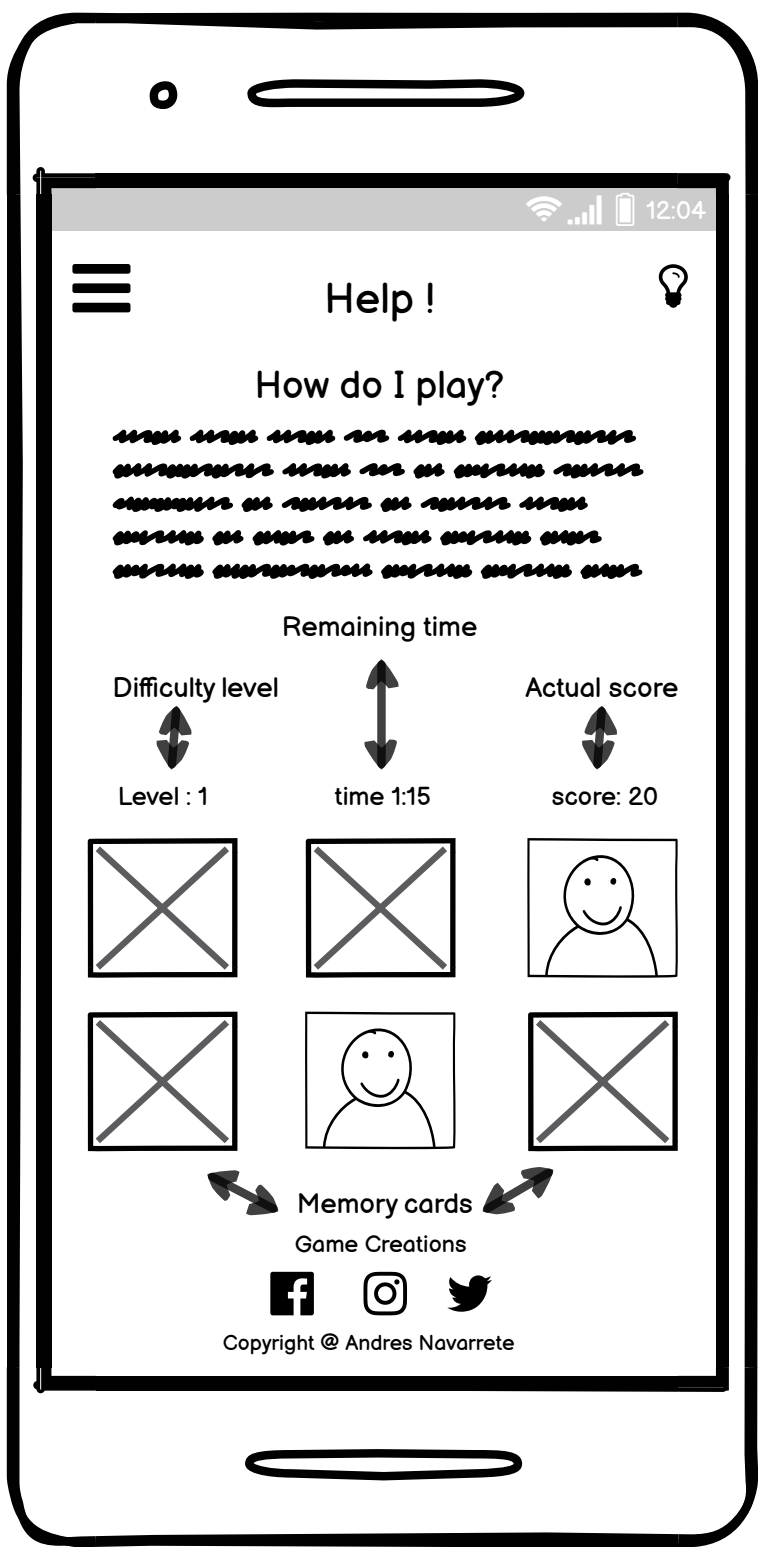 12:04
Help !
How do I play?
Remaining time
Difficulty level
Actual score
Level : 1
time 1:15
score: 20
Memory cards
Game Creations
Copyright @ Andres Navarrete